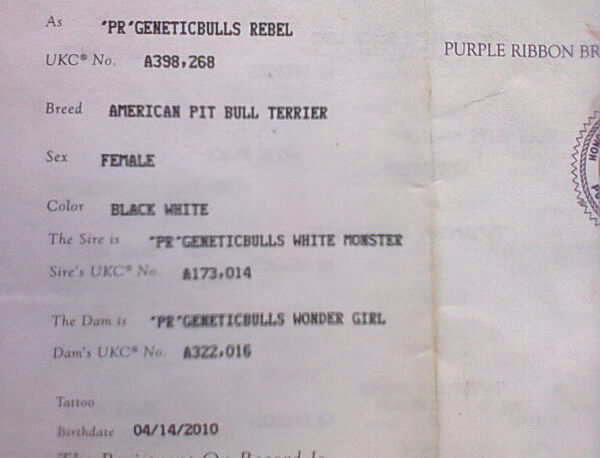 As 'PR'GENETICBULLS REBEL
PURPLE RIBBON BR
UKC® No. A398,268
Breed AMERICAN PIT BULL TERRIER
HONO
Sex FEMALE
Color BLACK WHITE
The Sire is 'PR'GENETICBULLS WHITE MONSTER
Sire's UKC® No. A173,014
The Dam is 'PR'GENETICBULLS WONDER GIRL
Dam's UKC® No. A322,016
Tattoo
Birthdate 04/14/2010